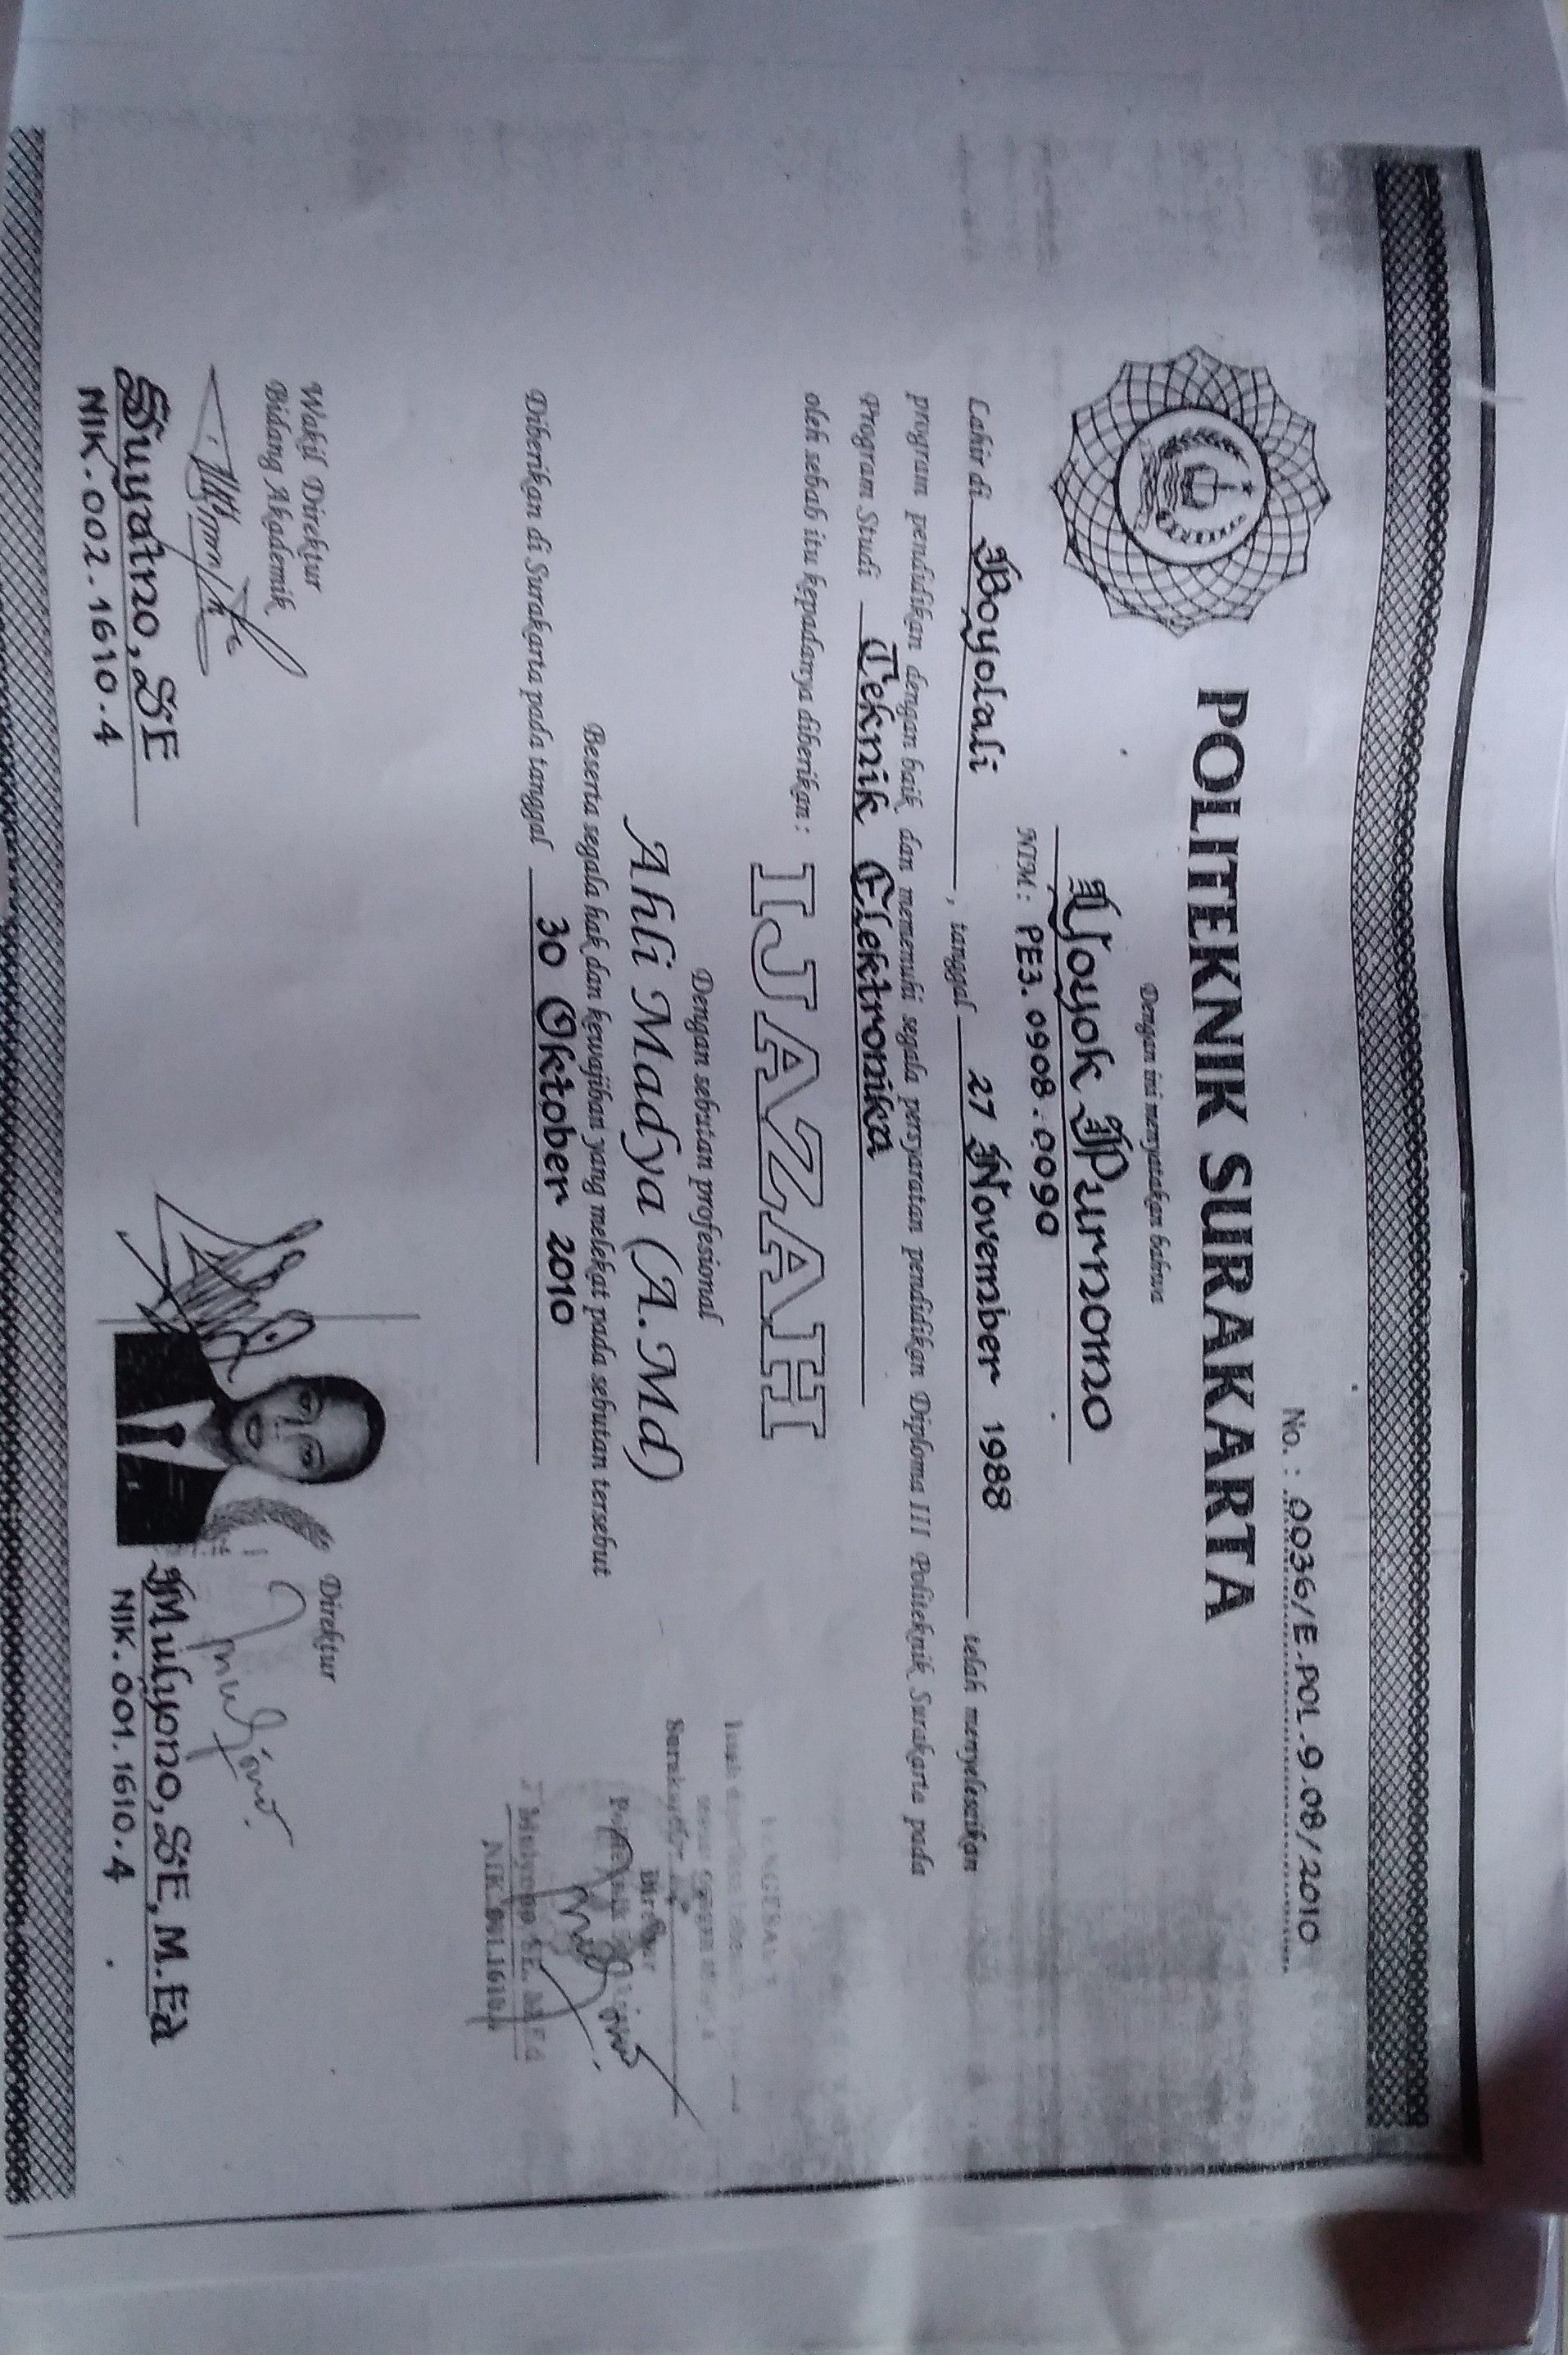 No. : 0036/E-POL-9.08/2010
POLITEKNIK SURAKARTA
Dengan ini menyatakan bahwa
Yoyok Purnomo
NIM : PE3.0908.0090
Lahir di Boyolali, tanggal 27 November 1988 telah menyelesaikan
program pendidikan dengan baik dan memenuhi segala persyaratan pendidikan Diploma III Politeknik Surakarta pada
Program Studi Teknik Elektronika
oleh sebab itu kepadanya diberikan :
IJAZAH
Dengan sebutan profesional
Ahli Madya (A.Md)
Beserta segala hak dan kewajiban yang melekat pada sebutan tersebut
Diberikan di Surakarta pada tanggal 30 Oktober 2010
Surakarta
Direktur
Mulyono SE. M.Ed
NIK.001.1610.4
Wakil Direktur
Bidang Akademik
Suyatno, SE
NIK.002.1610.4
Direktur
Mulyono, SE, M.Ed
NIK.001.1610.4